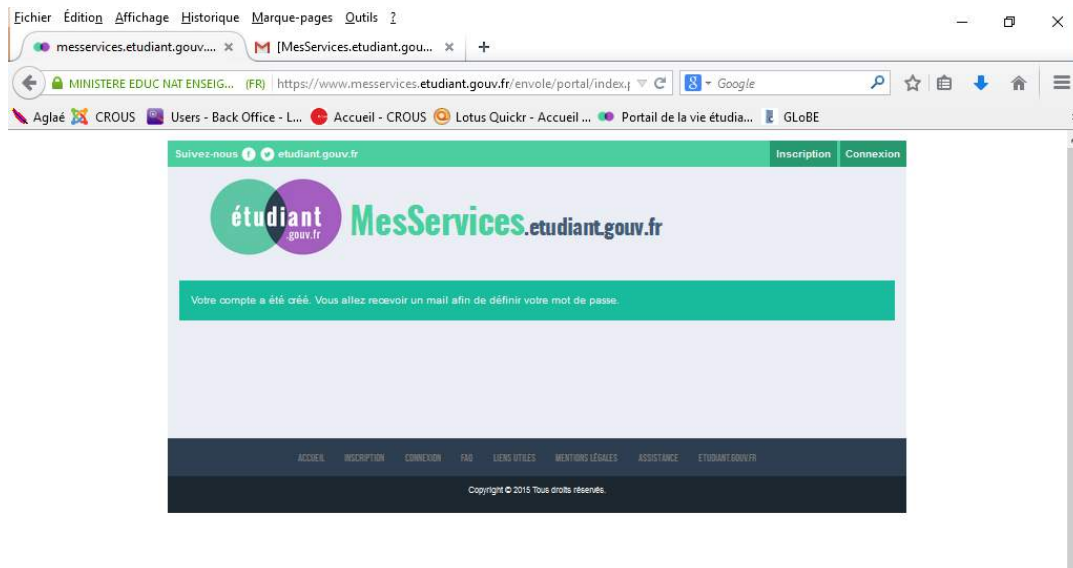 Fichier Édition Affichage Historique Marque-pages Outils ?
messervices.etudiant.gouv.... × [MesServices.etudiant.gou... × +
MINISTERE EDUC NAT ENSEIG... (FR) https://www.messervices.etudiant.gouv.fr/envole/portal/index.p Google
Aglaé CROUS Users - Back Office - L... Accueil - CROUS Lotus Quickr - Accueil ... Portail de la vie étudia... GLoBE
Suivez-nous etudiant.gouv.fr Inscription Connexion
étudiant
.gouv.fr
MesServices.etudiant.gouv.fr
Votre compte a été créé. Vous allez recevoir un mail afin de définir votre mot de passe.
ACCUEIL INSCRIPTION CONNEXION FAQ LIENS UTILES MENTIONS LÉGALES ASSISTANCE ETUDIANT.GOUV.FR
Copyright © 2015 Tous droits réservés.